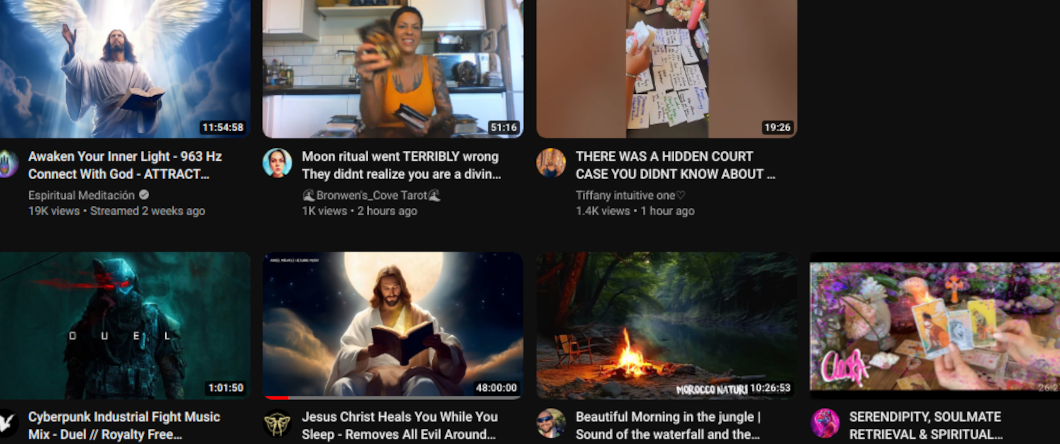 11:54:58
51:16
19:26
Awaken Your Inner Light - 963 Hz
Connect With God - ATTRACT...
Espiritual Meditación
19K views • Streamed 2 weeks ago
Moon ritual went TERRIBLY wrong
They didnt realize you are a divin...
🌊Bronwen's_Cove Tarot🌊
1K views • 2 hours ago
THERE WAS A HIDDEN COURT
CASE YOU DIDNT KNOW ABOUT ...
Tiffany intuitive one♡
1.4K views • 1 hour ago
DUEL
1:01:50
48:00:00
MOROCCO NATURE
10:26:53
Clash
Cyberpunk Industrial Fight Music
Mix - Duel // Royalty Free...
Jesus Christ Heals You While You
Sleep - Removes All Evil Around...
Beautiful Morning in the jungle |
Sound of the waterfall and the...
SERENDIPITY, SOULMATE
RETRIEVAL & SPIRITUAL...